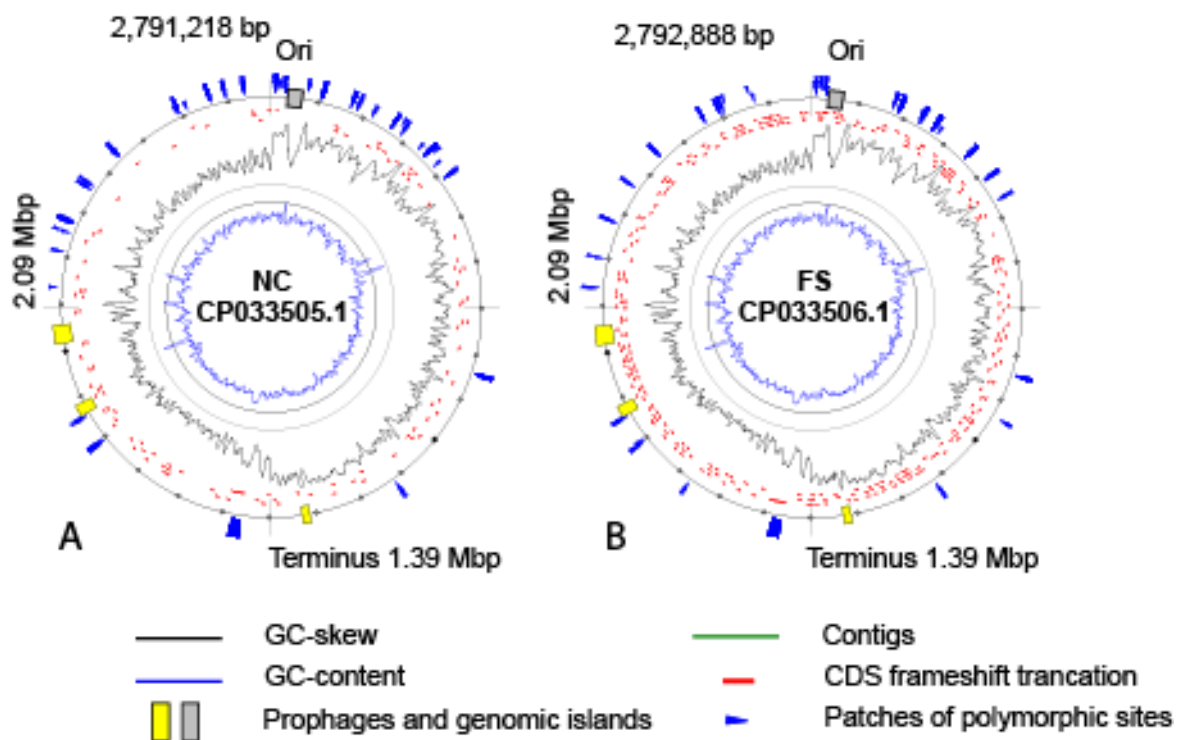 2,791,218 bp
Ori
2.09 Mbp
NC
CP033505.1
Terminus 1.39 Mbp
A
2,792,888 bp
Ori
2.09 Mbp
FS
CP033506.1
Terminus 1.39 Mbp
B
GC-skew
GC-content
Prophages and genomic islands
Contigs
CDS frameshift trancation
Patches of polymorphic sites